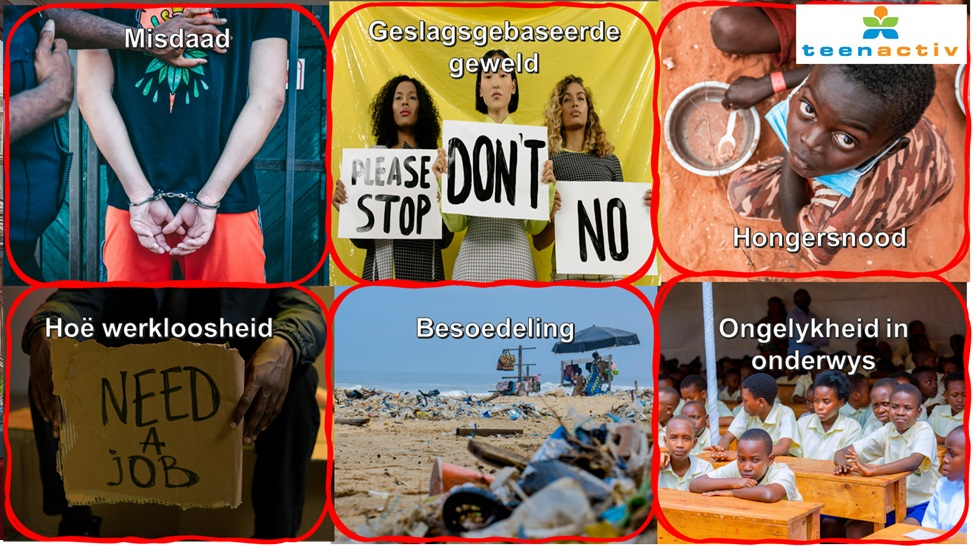 Misdaad
Geslagsgebaseerde
geweld
teenactiv
PLEASE
STOP
DON'T
NO
Hongersnood
Hoë werkloosheid
NEED
A
JOB
Besoedeling
Ongelykheid in
onderwys